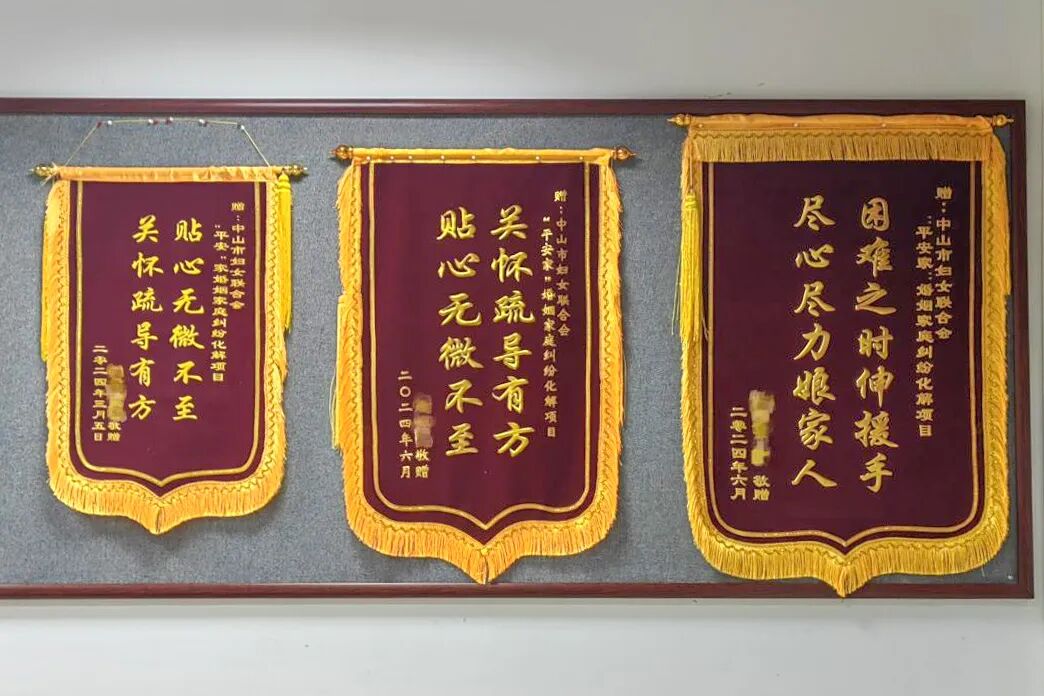 赠：中山市妇女联合会
“平安”家婚姻家庭纠纷化解项目
贴心无微不至
关怀疏导有方
敬赠
二零二四年三月五日
赠：中山市妇女联合会
“平安家”婚姻家庭纠纷化解项目
关怀疏导有方
贴心无微不至
敬赠
二〇二四年六月
赠：中山市妇女联合会
“平安家”婚姻家庭纠纷化解项目
困难之时伸援手
尽心尽力娘家人
敬赠
二零二四年六月